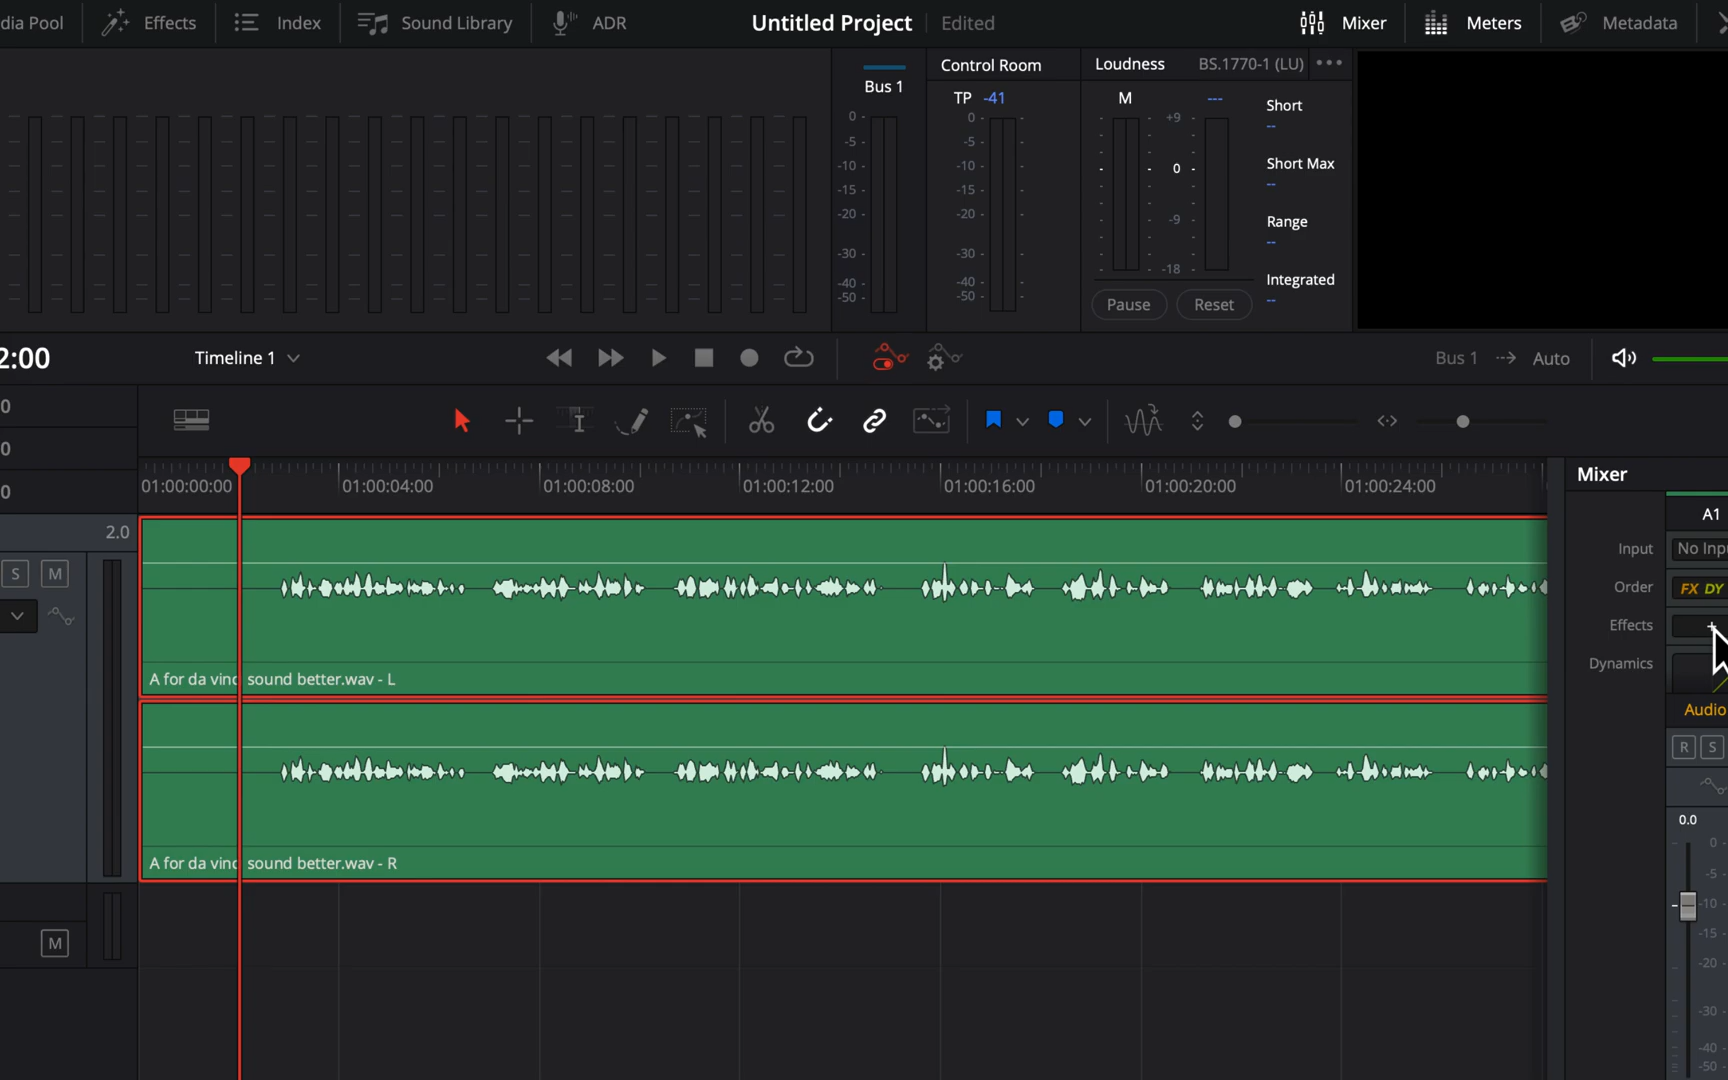 dia Pool
Effects
Index
Sound Library
ADR
Untitled Project
Edited
Mixer
Meters
Metadata
Bus 1
0
-5
-10
-15
-20
-30
-40
-50
Control Room
TP -41
0
-5
-10
-15
-20
-30
-40
-50
Loudness
BS.1770-1 (LU)
M
---
+9
0
-9
-18
Short
--
Short Max
--
Range
--
Integrated
--
Pause
Reset
2:00
Timeline 1
Bus 1
Auto
0
0
0
01:00:00:00
01:00:04:00
01:00:08:00
01:00:12:00
01:00:16:00
01:00:20:00
01:00:24:00
2.0
S
M
A for da vinc sound better.wav - L
A for da vinc sound better.wav - R
M
Mixer
A1
Input
No Inp
Order
FX DY
Effects
+
Dynamics
Audio
R
S
0.0
0
-5
-10
-15
-20
-30
-40
-50